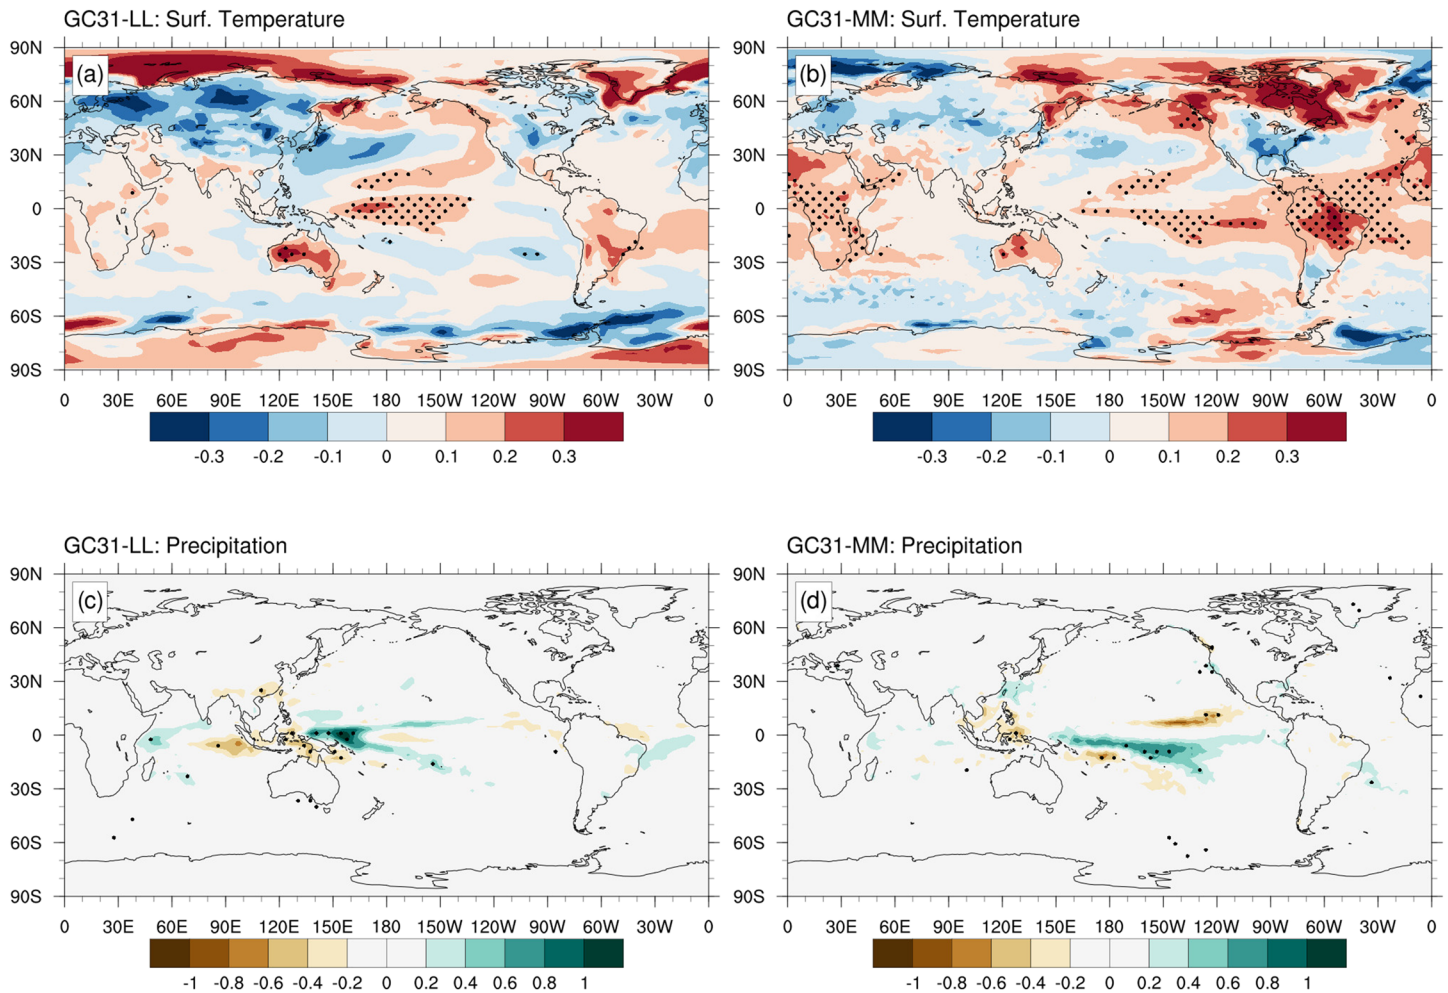 GC31-LL: Surf. Temperature
GC31-MM: Surf. Temperature
90N
(a)
60N
30N
0
30S
60S
90S
0 30E 60E 90E 120E 150E 180 150W 120W 90W 60W 30W 0
-0.3 -0.2 -0.1 0 0.1 0.2 0.3
90N
(b)
60N
30N
0
30S
60S
90S
0 30E 60E 90E 120E 150E 180 150W 120W 90W 60W 30W 0
-0.3 -0.2 -0.1 0 0.1 0.2 0.3
GC31-LL: Precipitation
GC31-MM: Precipitation
90N
(c)
60N
30N
0
30S
60S
90S
0 30E 60E 90E 120E 150E 180 150W 120W 90W 60W 30W 0
-1 -0.8 -0.6 -0.4 -0.2 0 0.2 0.4 0.6 0.8 1
90N
(d)
60N
30N
0
30S
60S
90S
0 30E 60E 90E 120E 150E 180 150W 120W 90W 60W 30W 0
-1 -0.8 -0.6 -0.4 -0.2 0 0.2 0.4 0.6 0.8 1